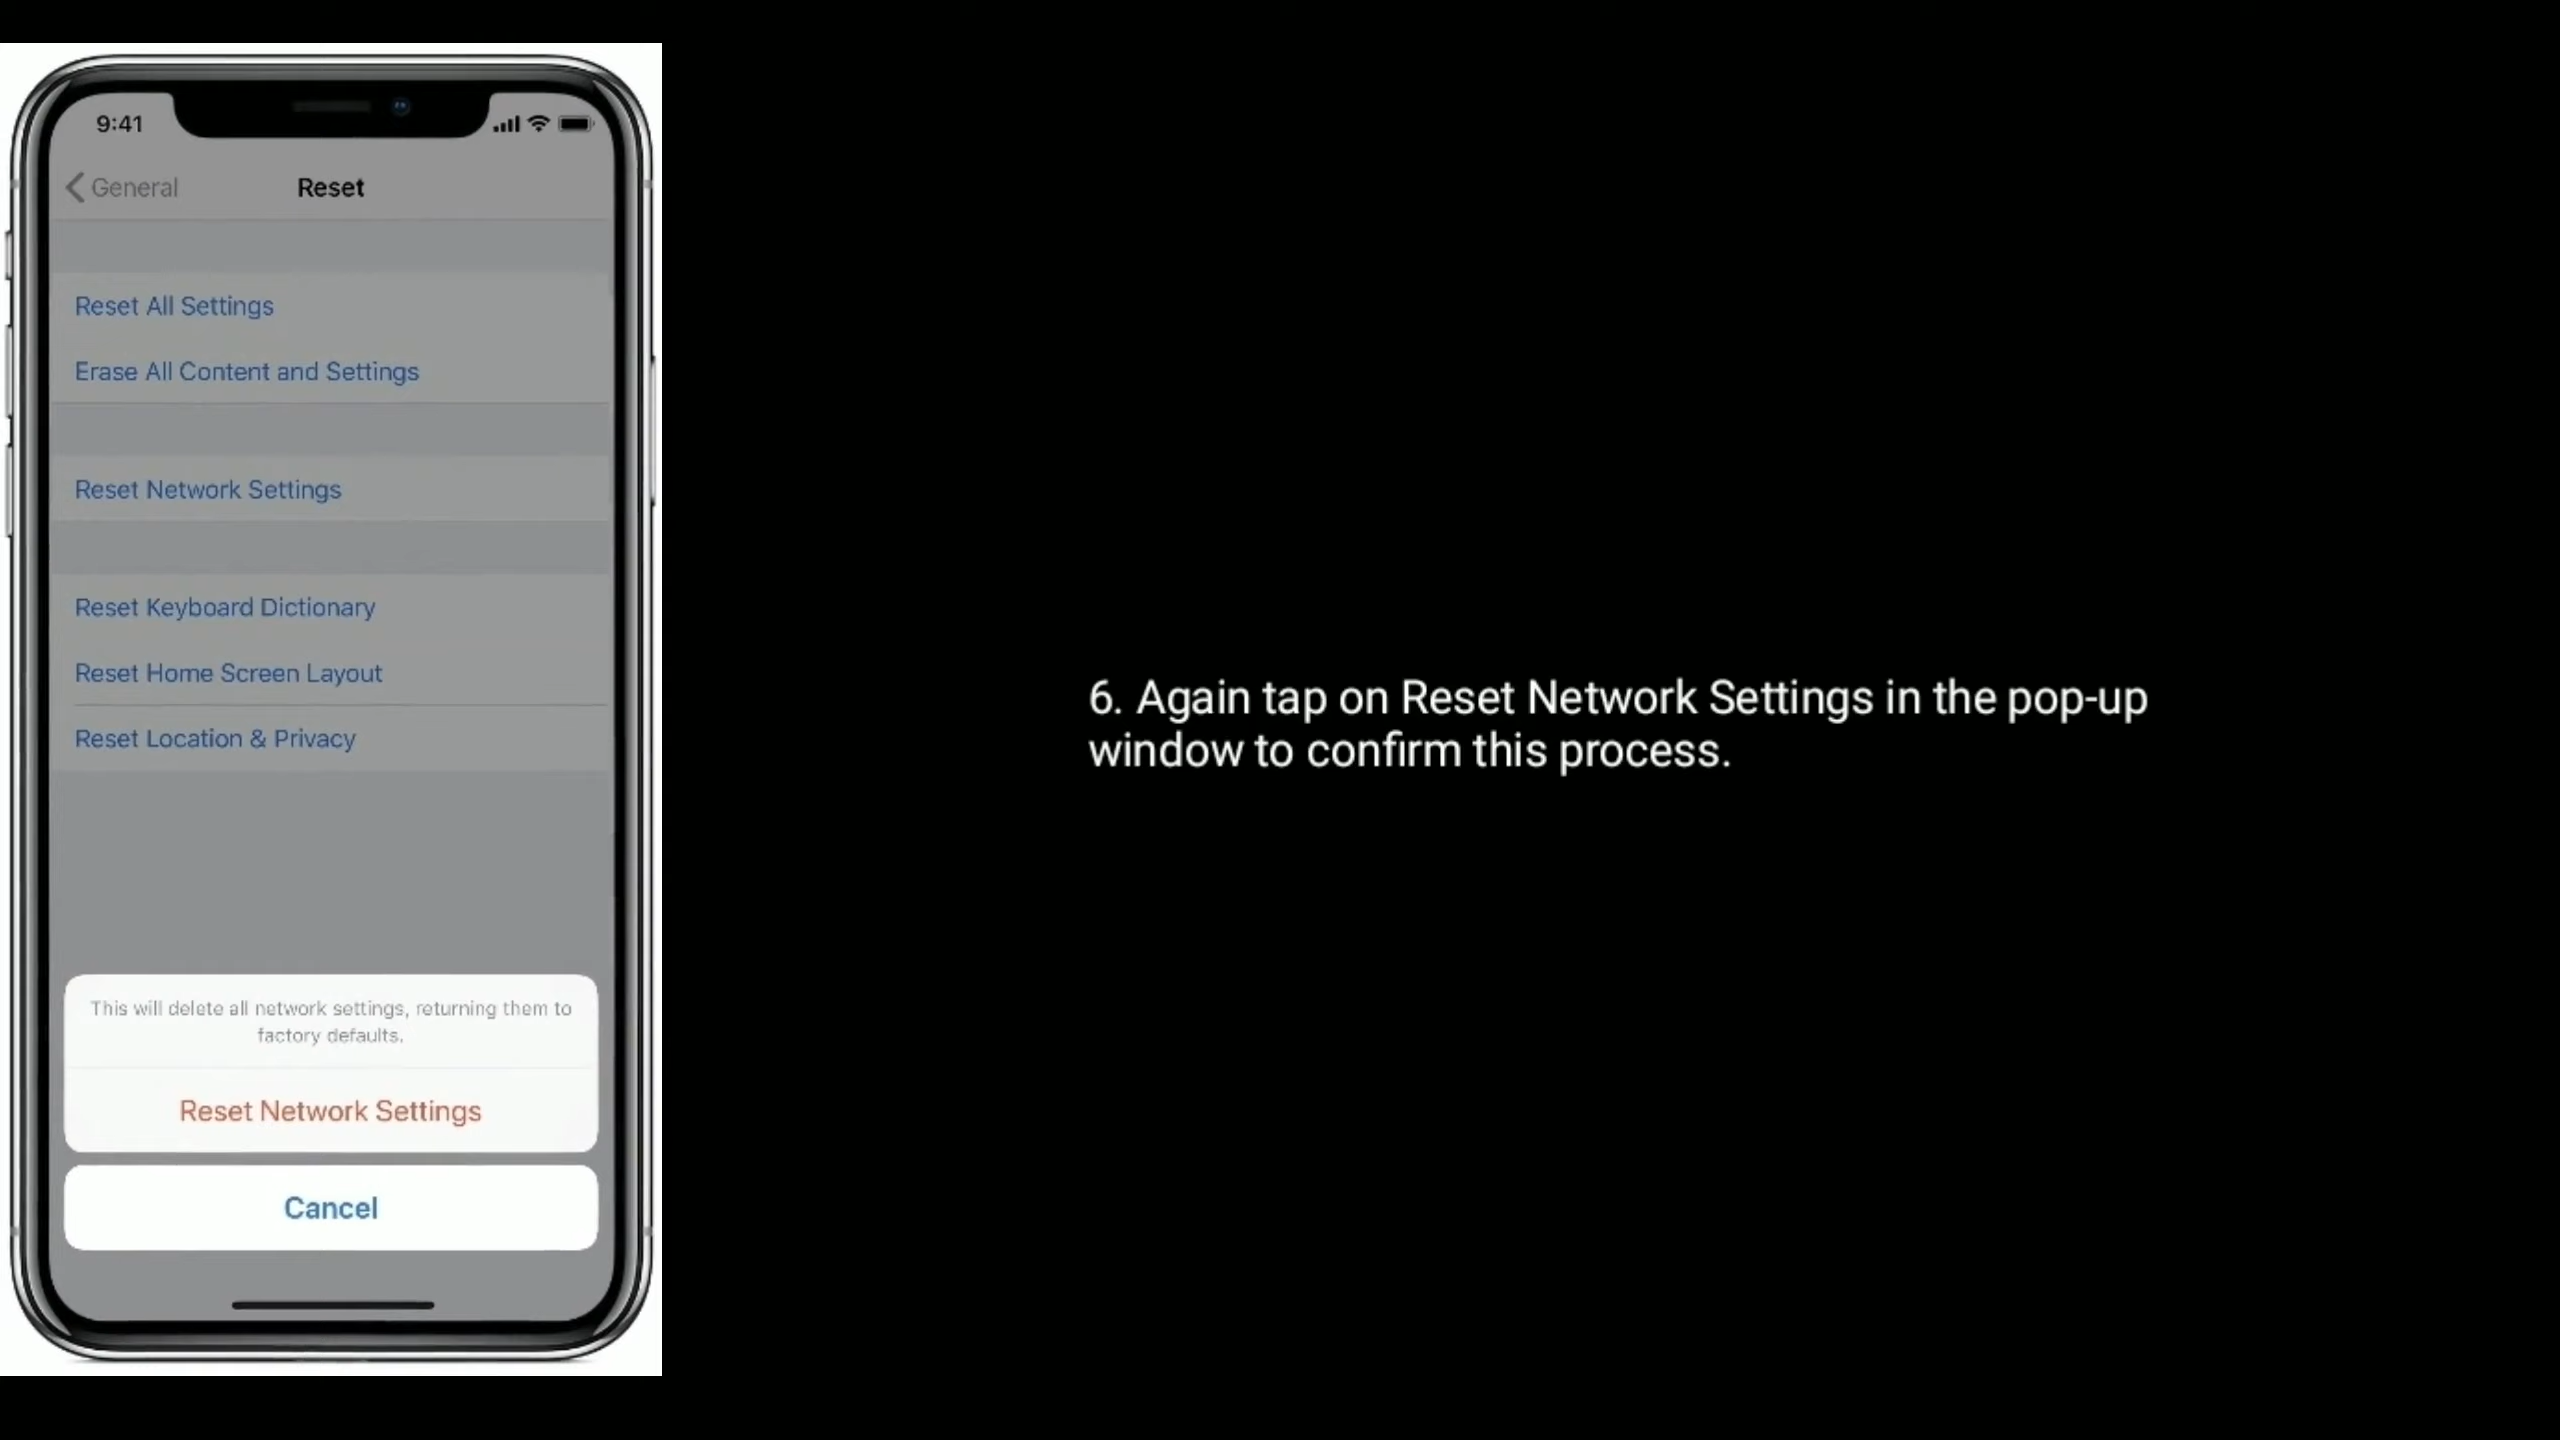 9:41
General
Reset
Reset All Settings
Erase All Content and Settings
Reset Network Settings
Reset Keyboard Dictionary
Reset Home Screen Layout
Reset Location & Privacy
This will delete all network settings, returning them to
factory defaults.
Reset Network Settings
Cancel
6. Again tap on Reset Network Settings in the pop-up
window to confirm this process.